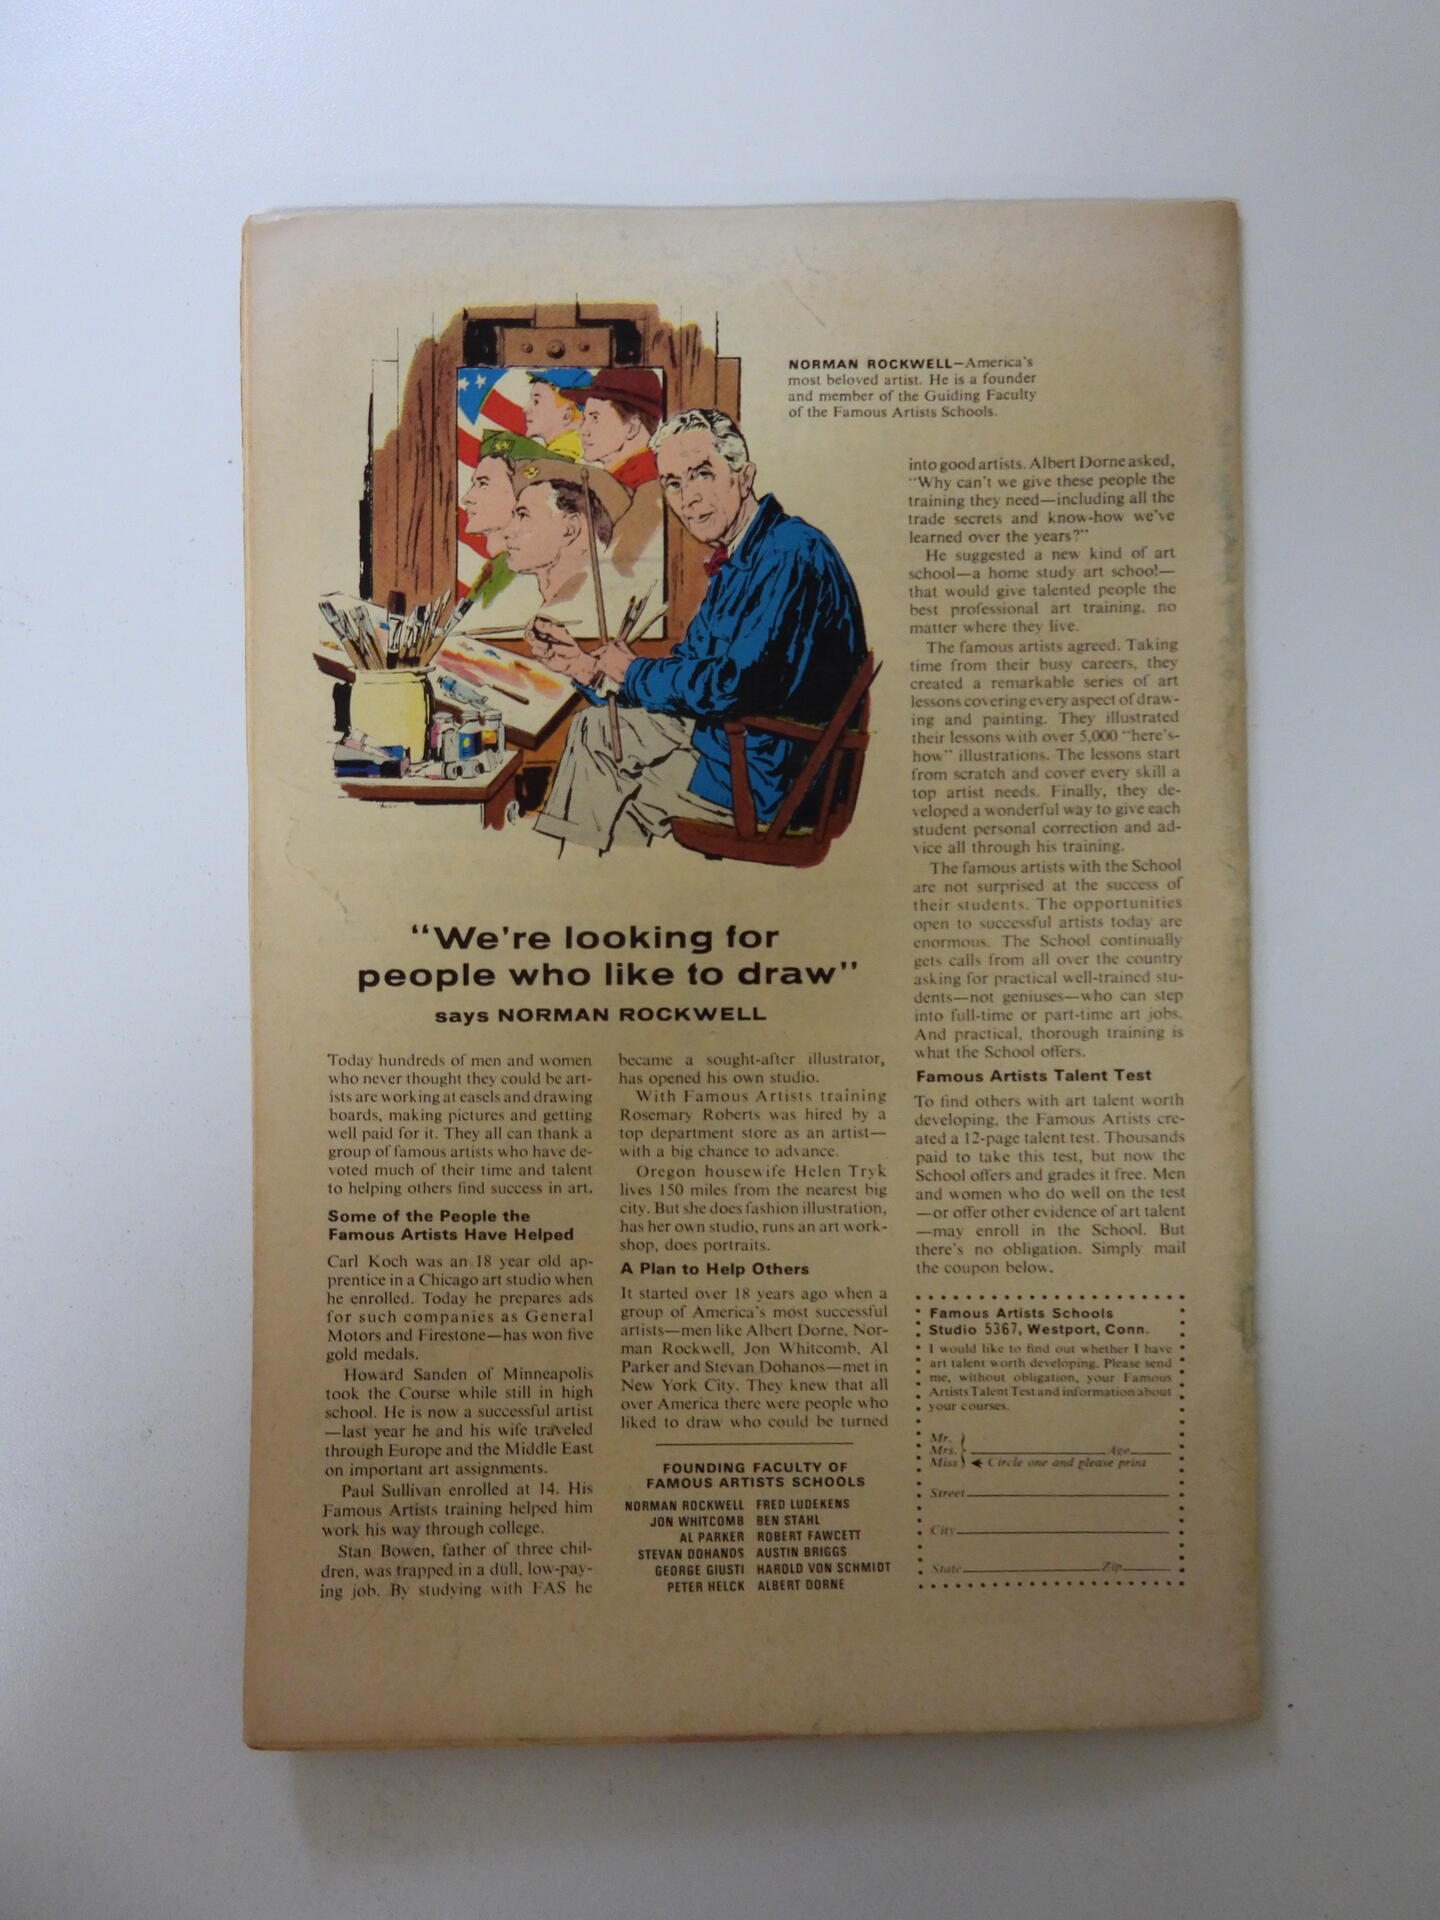 NORMAN ROCKWELL—America's
most beloved artist. He is a founder
and member of the Guiding Faculty
of the Famous Artists Schools.
"We're looking for
people who like to draw"
says NORMAN ROCKWELL
Today hundreds of men and women
who never thought they could be art-
ists are working at easels and drawing
boards, making pictures and getting
well paid for it. They all can thank a
group of famous artists who have de-
voted much of their time and talent
to helping others find success in art.
Some of the People the
Famous Artists Have Helped
Carl Koch was an 18 year old ap-
prentice in a Chicago art studio when
he enrolled. Today he prepares ads
for such companies as General
Motors and Firestone—has won five
gold medals.
Howard Sanden of Minneapolis
took the Course while still in high
school. He is now a successful artist
—last year he and his wife traveled
through Europe and the Middle East
on important art assignments.
Paul Sullivan enrolled at 14. His
Famous Artists training helped him
work his way through college.
Stan Bowen, father of three chil-
dren, was trapped in a dull, low-pay-
ing job. By studying with FAS he
became a sought-after illustrator,
has opened his own studio.
With Famous Artists training
Rosemary Roberts was hired by a
top department store as an artist—
with a big chance to advance.
Oregon housewife Helen Tryk
lives 150 miles from the nearest big
city. But she does fashion illustration,
has her own studio, runs an art work-
shop, does portraits.
A Plan to Help Others
It started over 18 years ago when a
group of America's most successful
artists—men like Albert Dorne, Nor-
man Rockwell, Jon Whitcomb, Al
Parker and Stevan Dohanos—met in
New York City. They knew that all
over America there were people who
liked to draw who could be turned
FOUNDING FACULTY OF
FAMOUS ARTISTS SCHOOLS
NORMAN ROCKWELL FRED LUDEKENS
JON WHITCOMB BEN STAHL
AL PARKER ROBERT FAWCETT
STEVAN DOHANOS AUSTIN BRIGGS
GEORGE GIUSTI HAROLD VON SCHMIDT
PETER HELCK ALBERT DORNE
into good artists. Albert Dorne asked,
"Why can't we give these people the
training they need—including all the
trade secrets and know-how we've
learned over the years?"
He suggested a new kind of art
school—a home study art school—
that would give talented people the
best professional art training, no
matter where they live.
The famous artists agreed. Taking
time from their busy careers, they
created a remarkable series of art
lessons covering every aspect of draw-
ing and painting. They illustrated
their lessons with over 5,000 "here's-
how" illustrations. The lessons start
from scratch and cover every skill a
top artist needs. Finally, they de-
veloped a wonderful way to give each
student personal correction and ad-
vice all through his training.
The famous artists with the School
are not surprised at the success of
their students. The opportunities
open to successful artists today are
enormous. The School continually
gets calls from all over the country
asking for practical well-trained stu-
dents—not geniuses—who can step
into full-time or part-time art jobs.
And practical, thorough training is
what the School offers.
Famous Artists Talent Test
To find others with art talent worth
developing, the Famous Artists cre-
ated a 12-page talent test. Thousands
paid to take this test, but now the
School offers and grades it free. Men
and women who do well on the test
—or offer other evidence of art talent
—may enroll in the School. But
there's no obligation. Simply mail
the coupon below.
Famous Artists Schools
Studio 5367, Westport, Conn.
I would like to find out whether I have
art talent worth developing. Please send
me, without obligation, your Famous
Artists Talent Test and information about
your courses.
Mr.
Mrs. Age
Miss Circle one and please print
Street
City
State Zip